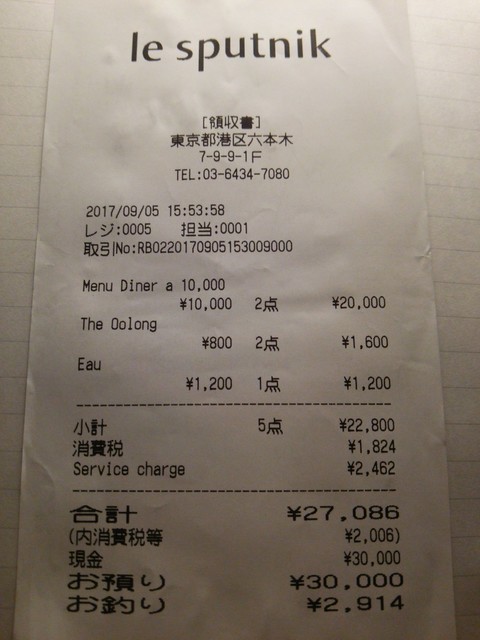 le sputnik
[領収書]
東京都港区六本木
7-9-9-1F
TEL:03-6434-7080
2017/09/05 15:53:58
レジ:0005 担当:0001
取引No:RB0220170905153009000
Menu Diner a 10,000
¥10,000 2点 ¥20,000
The Oolong
¥800 2点 ¥1,600
Eau
¥1,200 1点 ¥1,200
小計 5点 ¥22,800
消費税 ¥1,824
Service charge ¥2,462
合計 ¥27,086
(内消費税等 ¥2,006)
現金 ¥30,000
お預り ¥30,000
お釣り ¥2,914